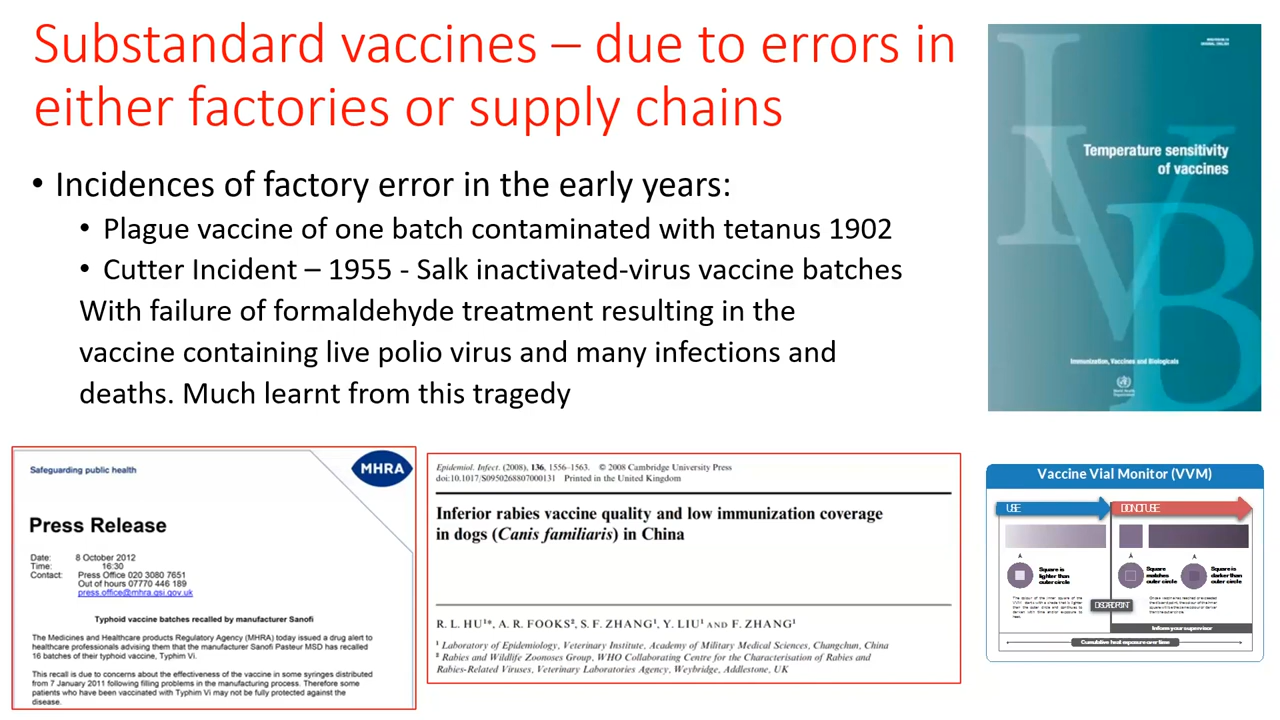 Substandard vaccines – due to errors in
either factories or supply chains
• Incidences of factory error in the early years:
• Plague vaccine of one batch contaminated with tetanus 1902
• Cutter Incident – 1955 - Salk inactivated-virus vaccine batches
With failure of formaldehyde treatment resulting in the
vaccine containing live polio virus and many infections and
deaths. Much learnt from this tragedy
Temperature sensitivity
of vaccines
Immunization, Vaccines and Biologicals
Safeguarding public health
MHRA
Press Release
Date: 8 October 2012
Time: 16:30
Contact: Press Office 020 3080 7651
Out of hours 07770 446 189
press.office@mhra.gsi.gov.uk
Typhoid vaccine batches recalled by manufacturer Sanofi
The Medicines and Healthcare products Regulatory Agency (MHRA) today issued a drug alert to
healthcare professionals advising them that the manufacturer Sanofi Pasteur MSD has recalled
16 batches of their typhoid vaccine, Typhim Vi.
This recall is due to concerns about the effectiveness of the vaccine in some syringes distributed
from 7 January 2011 following filling problems in the manufacturing process. Therefore some
patients who have been vaccinated with Typhim Vi may not be fully protected against the
disease.
Epidemiol. Infect. (2008), 136, 1556–1563. © 2008 Cambridge University Press
doi:10.1017/S0950268807000131 Printed in the United Kingdom
Inferior rabies vaccine quality and low immunization coverage
in dogs (Canis familiaris) in China
R. L. HU¹*, A. R. FOOKS², S. F. ZHANG¹, Y. LIU¹ AND F. ZHANG¹
¹ Laboratory of Epidemiology, Veterinary Institute, Academy of Military Medical Sciences, Changchun, China
² Rabies and Wildlife Zoonoses Group, WHO Collaborating Centre for the Characterisation of Rabies and
Rabies-Related Viruses, Veterinary Laboratories Agency, Weybridge, Addlestone, UK
Vaccine Vial Monitor (VVM)
USE
DO NOT USE
Square is
lighter than
outer circle
Square
matches
outer circle
Square is
darker than
outer circle
DISCARD POINT
Inform your supervisor
Cumulative heat exposure over time